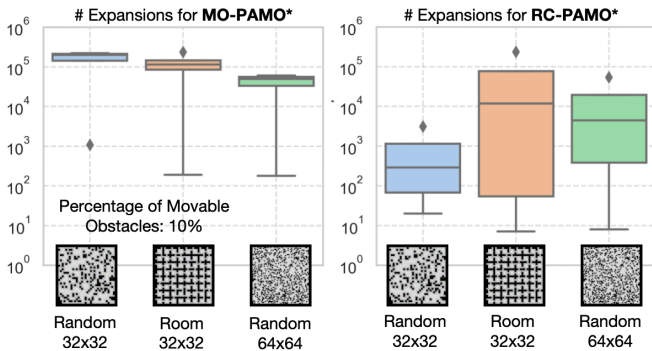 # Expansions for MO-PAMO*
10^6
10^5
10^4
10^3
10^2
10^1
10^0
Percentage of Movable
Obstacles: 10%
Random
32x32
Room
32x32
Random
64x64
# Expansions for RC-PAMO*
10^6
10^5
10^4
10^3
10^2
10^1
10^0
Random
32x32
Room
32x32
Random
64x64